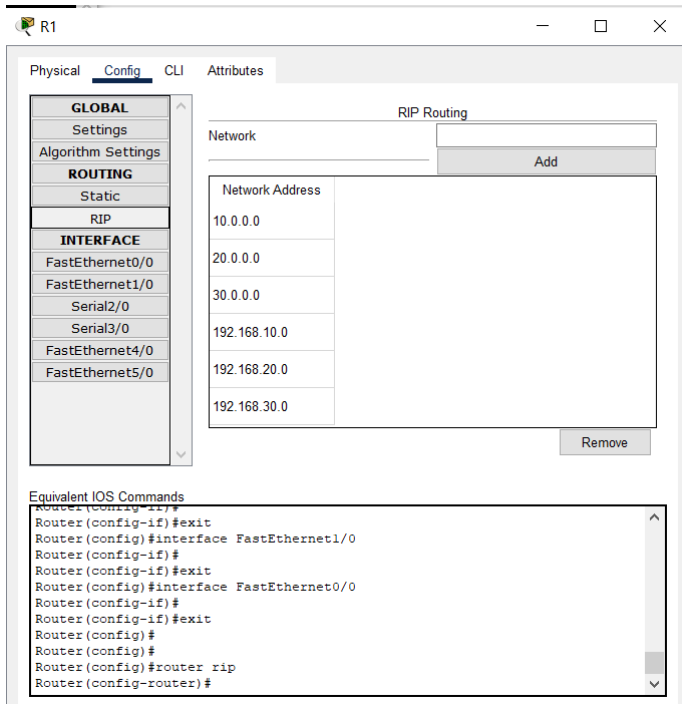 R1
Physical Config CLI Attributes
GLOBAL
Settings
Algorithm Settings
ROUTING
Static
RIP
INTERFACE
FastEthernet0/0
FastEthernet1/0
Serial2/0
Serial3/0
FastEthernet4/0
FastEthernet5/0
RIP Routing
Network
Add
Network Address
10.0.0.0
20.0.0.0
30.0.0.0
192.168.10.0
192.168.20.0
192.168.30.0
Remove
Equivalent IOS Commands
Router(config-if)#
Router(config-if)#exit
Router(config)#interface FastEthernet1/0
Router(config-if)#
Router(config-if)#exit
Router(config)#interface FastEthernet0/0
Router(config-if)#
Router(config-if)#exit
Router(config)#
Router(config)#
Router(config)#router rip
Router(config-router)#